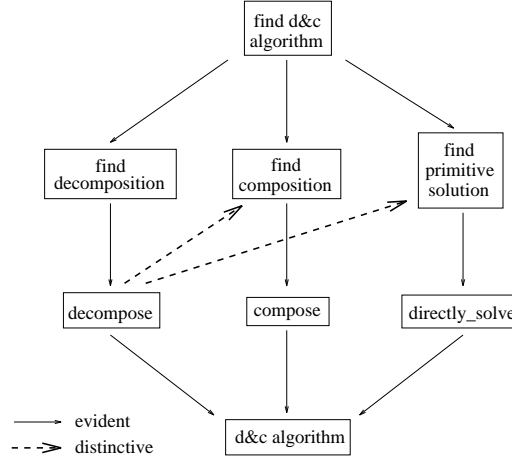 find d&c
algorithm
find
decomposition
find
composition
find
primitive
solution
decompose
compose
directly_solve
evident
distinctive
d&c algorithm